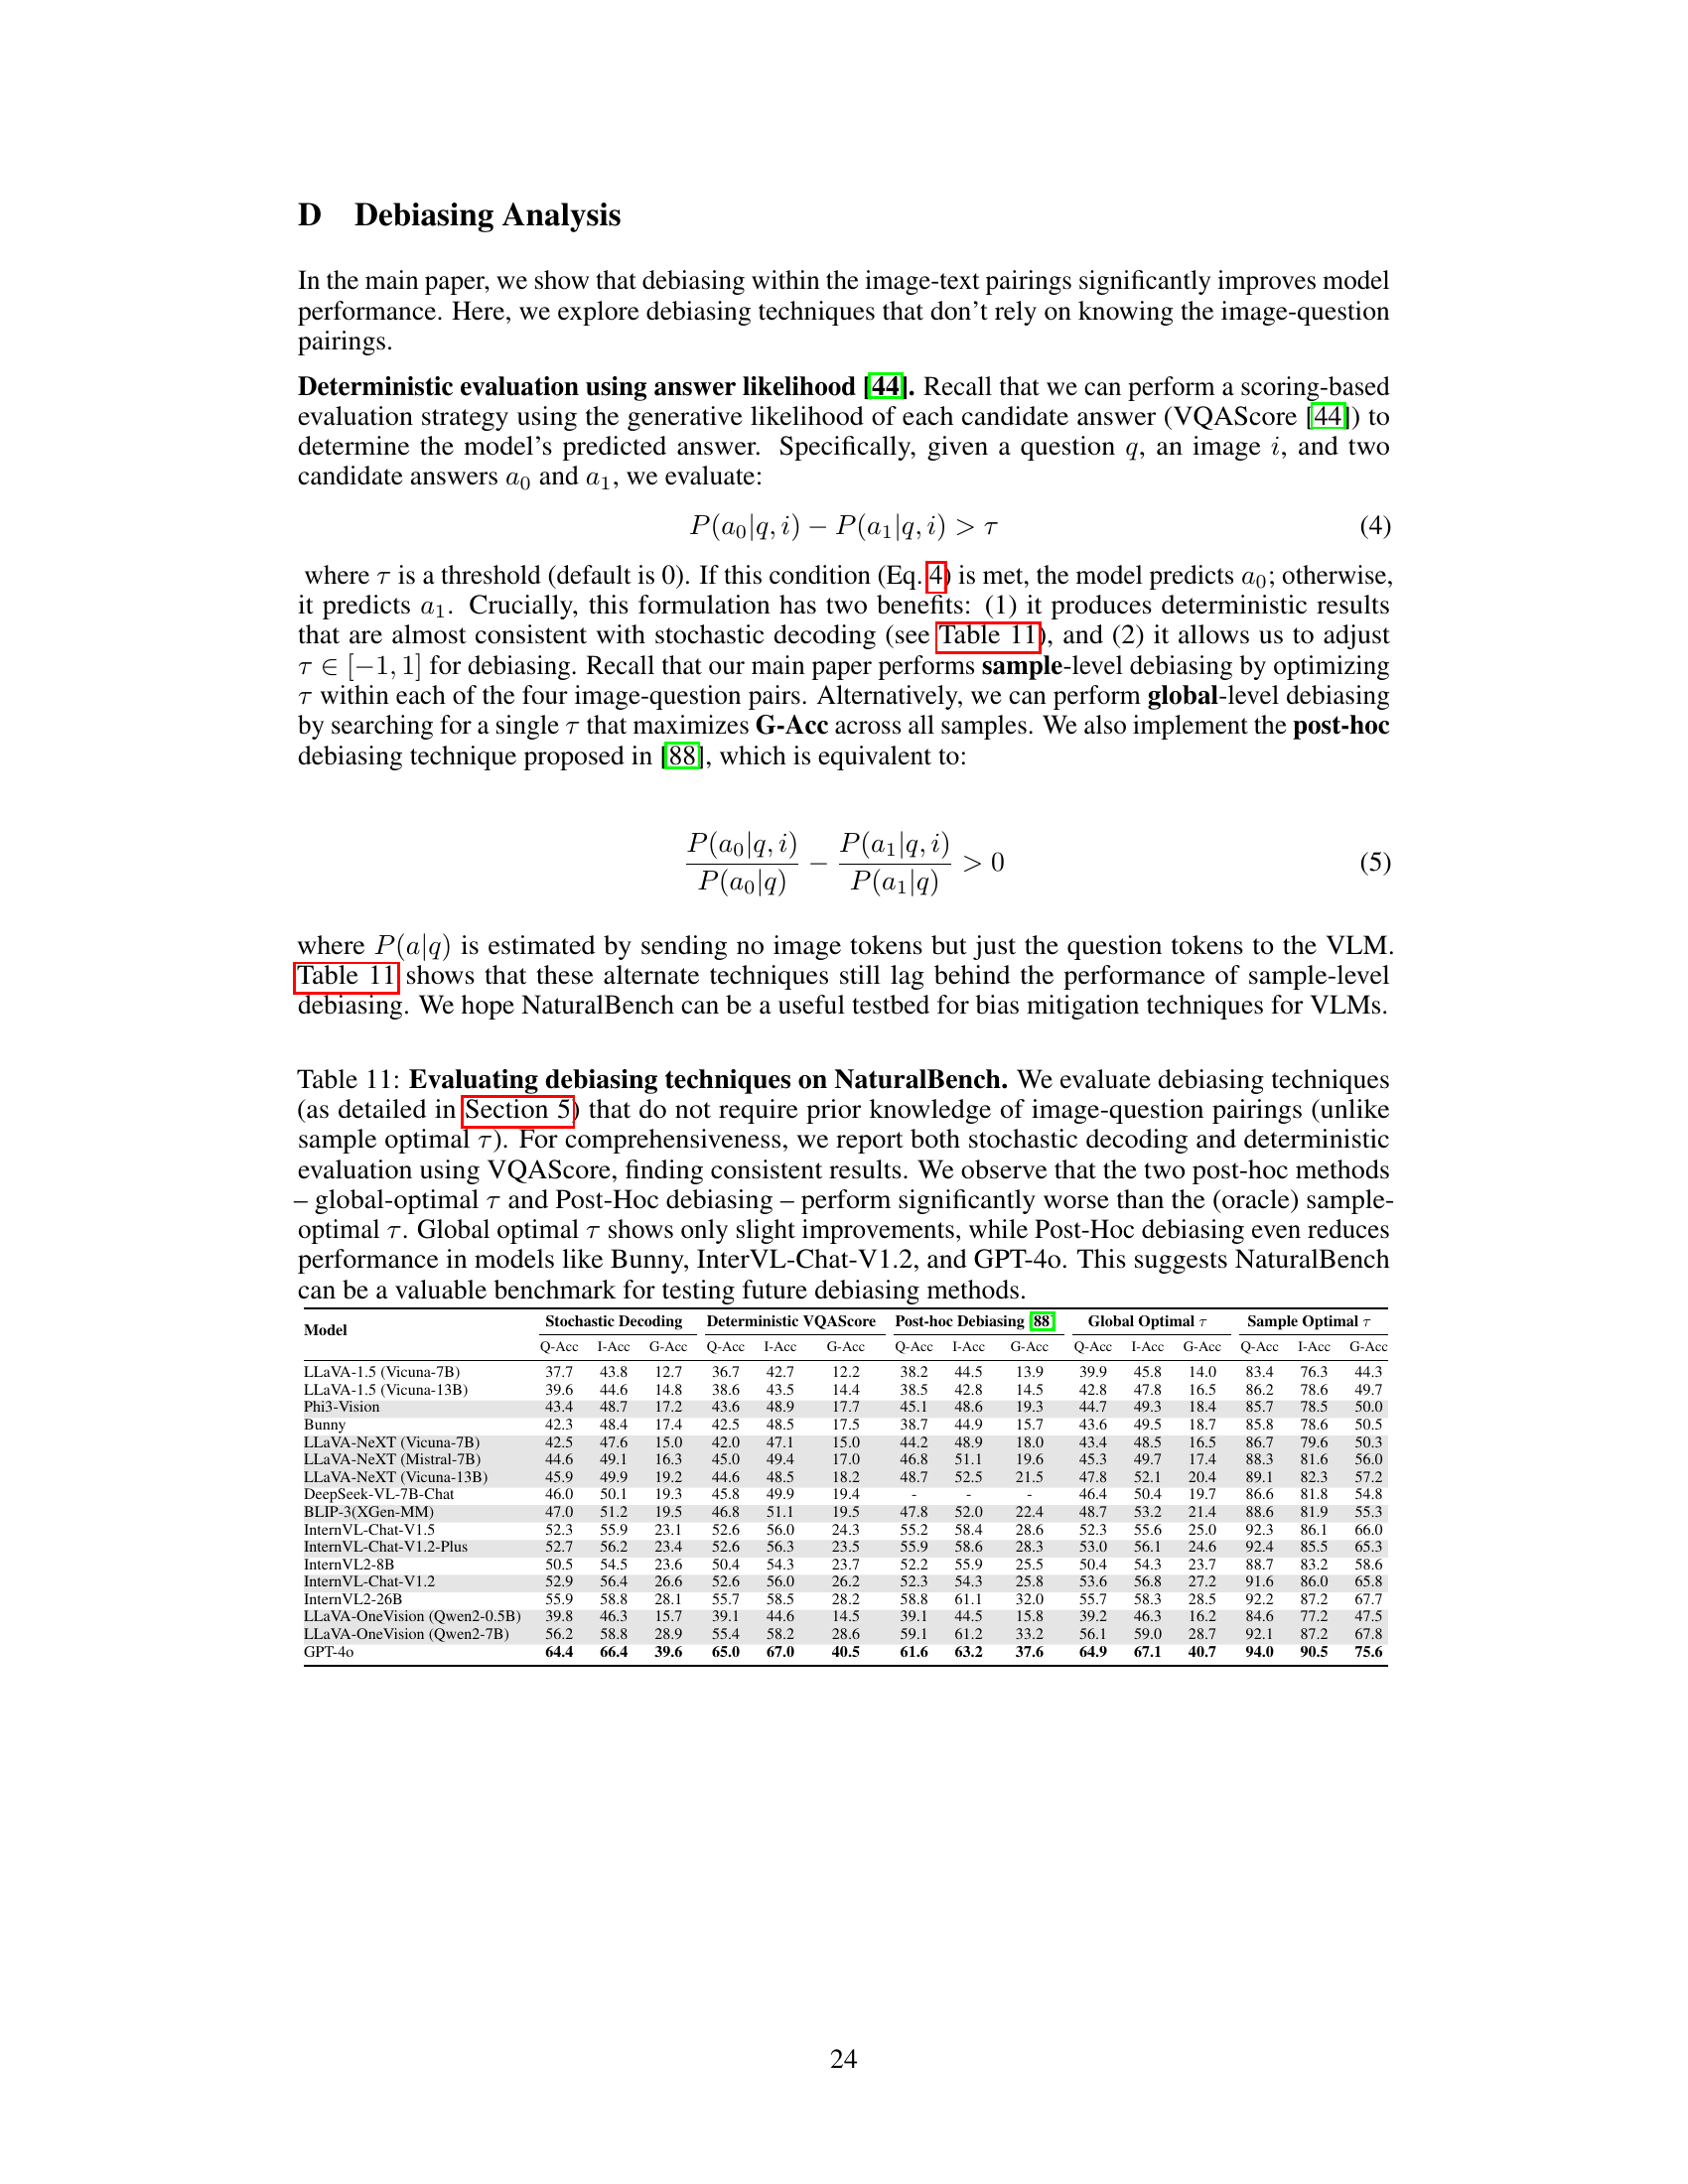 D Debiasing Analysis
In the main paper, we show that debiasing within the image-text pairings significantly improves model
performance. Here, we explore debiasing techniques that don't rely on knowing the image-question
pairings.
Deterministic evaluation using answer likelihood [44]. Recall that we can perform a scoring-based
evaluation strategy using the generative likelihood of each candidate answer (VQAScore [44]) to
determine the model's predicted answer. Specifically, given a question q, an image i, and two
candidate answers a₀ and a₁, we evaluate:
P(a₀|q, i) − P(a₁|q, i) > τ (4)
where τ is a threshold (default is 0). If this condition (Eq. 4) is met, the model predicts a₀; otherwise,
it predicts a₁. Crucially, this formulation has two benefits: (1) it produces deterministic results
that are almost consistent with stochastic decoding (see Table 11), and (2) it allows us to adjust
τ ∈ [−1, 1] for debiasing. Recall that our main paper performs sample-level debiasing by optimizing
τ within each of the four image-question pairs. Alternatively, we can perform global-level debiasing
by searching for a single τ that maximizes G-Acc across all samples. We also implement the post-hoc
debiasing technique proposed in [88], which is equivalent to:
P(a₀|q, i)/P(a₀|q) − P(a₁|q, i)/P(a₁|q) > 0 (5)
where P(a|q) is estimated by sending no image tokens but just the question tokens to the VLM.
Table 11 shows that these alternate techniques still lag behind the performance of sample-level
debiasing. We hope NaturalBench can be a useful testbed for bias mitigation techniques for VLMs.
Table 11: Evaluating debiasing techniques on NaturalBench. We evaluate debiasing techniques
(as detailed in Section 5) that do not require prior knowledge of image-question pairings (unlike
sample optimal τ). For comprehensiveness, we report both stochastic decoding and deterministic
evaluation using VQAScore, finding consistent results. We observe that the two post-hoc methods
– global-optimal τ and Post-Hoc debiasing – perform significantly worse than the (oracle) sample-
optimal τ. Global optimal τ shows only slight improvements, while Post-Hoc debiasing even reduces
performance in models like Bunny, InterVL-Chat-V1.2, and GPT-4o. This suggests NaturalBench
can be a valuable benchmark for testing future debiasing methods.
Model Stochastic Decoding Deterministic VQAScore Post-hoc Debiasing [88] Global Optimal τ Sample Optimal τ
Q-Acc I-Acc G-Acc Q-Acc I-Acc G-Acc Q-Acc I-Acc G-Acc Q-Acc I-Acc G-Acc Q-Acc I-Acc G-Acc
LLaVA-1.5 (Vicuna-7B) 37.7 43.8 12.7 36.7 42.7 12.2 38.2 44.5 13.9 39.9 45.8 14.0 83.4 76.3 44.3
LLaVA-1.5 (Vicuna-13B) 39.6 44.6 14.8 38.6 43.5 14.4 38.5 42.8 14.5 42.8 47.8 16.5 86.2 78.6 49.7
Phi3-Vision 43.4 48.7 17.2 43.6 48.9 17.7 45.1 48.6 19.3 44.7 49.3 18.4 85.7 78.5 50.0
Bunny 42.3 48.4 17.4 42.5 48.5 17.5 38.7 44.9 15.7 43.6 49.5 18.7 85.8 78.6 50.5
LLaVA-NeXT (Vicuna-7B) 42.5 47.6 15.0 42.0 47.1 15.0 44.2 48.9 18.0 43.4 48.5 16.5 86.7 79.6 50.3
LLaVA-NeXT (Mistral-7B) 44.6 49.1 16.3 45.0 49.4 17.0 46.8 51.1 19.6 45.3 49.7 17.4 88.3 81.6 56.0
LLaVA-NeXT (Vicuna-13B) 45.9 49.9 19.2 44.6 48.5 18.2 48.7 52.5 21.5 47.8 52.1 20.4 89.1 82.3 57.2
DeepSeek-VL-7B-Chat 46.0 50.1 19.3 45.8 49.9 19.4 - - - 46.4 50.4 19.7 86.6 81.8 54.8
BLIP-3(XGen-MM) 47.0 51.2 19.5 46.8 51.1 19.5 47.8 52.0 22.4 48.7 53.2 21.4 88.6 81.9 55.3
InternVL-Chat-V1.5 52.3 55.9 23.1 52.6 56.0 24.3 55.2 58.4 28.6 52.3 55.6 25.0 92.3 86.1 66.0
InternVL-Chat-V1.2-Plus 52.7 56.2 23.4 52.6 56.3 23.5 55.9 58.6 28.3 53.0 56.1 24.6 92.4 85.5 65.3
InternVL2-8B 50.5 54.5 23.6 50.4 54.3 23.7 52.2 55.9 25.5 50.4 54.3 23.7 88.7 83.2 58.6
InternVL-Chat-V1.2 52.9 56.4 26.6 52.6 56.0 26.2 52.3 54.3 25.8 53.6 56.8 27.2 91.6 86.0 65.8
InternVL2-26B 55.9 58.8 28.1 55.7 58.5 28.2 58.8 61.1 32.0 55.7 58.3 28.5 92.2 87.2 67.7
LLaVA-OneVision (Qwen2-0.5B) 39.8 46.3 15.7 39.1 44.6 14.5 39.1 44.5 15.8 39.2 46.3 16.2 84.6 77.2 47.5
LLaVA-OneVision (Qwen2-7B) 56.2 58.8 28.9 55.4 58.2 28.6 59.1 61.2 33.2 56.1 59.0 28.7 92.1 87.2 67.8
GPT-4o 64.4 66.4 39.6 65.0 67.0 40.5 61.6 63.2 37.6 64.9 67.1 40.7 94.0 90.5 75.6
24